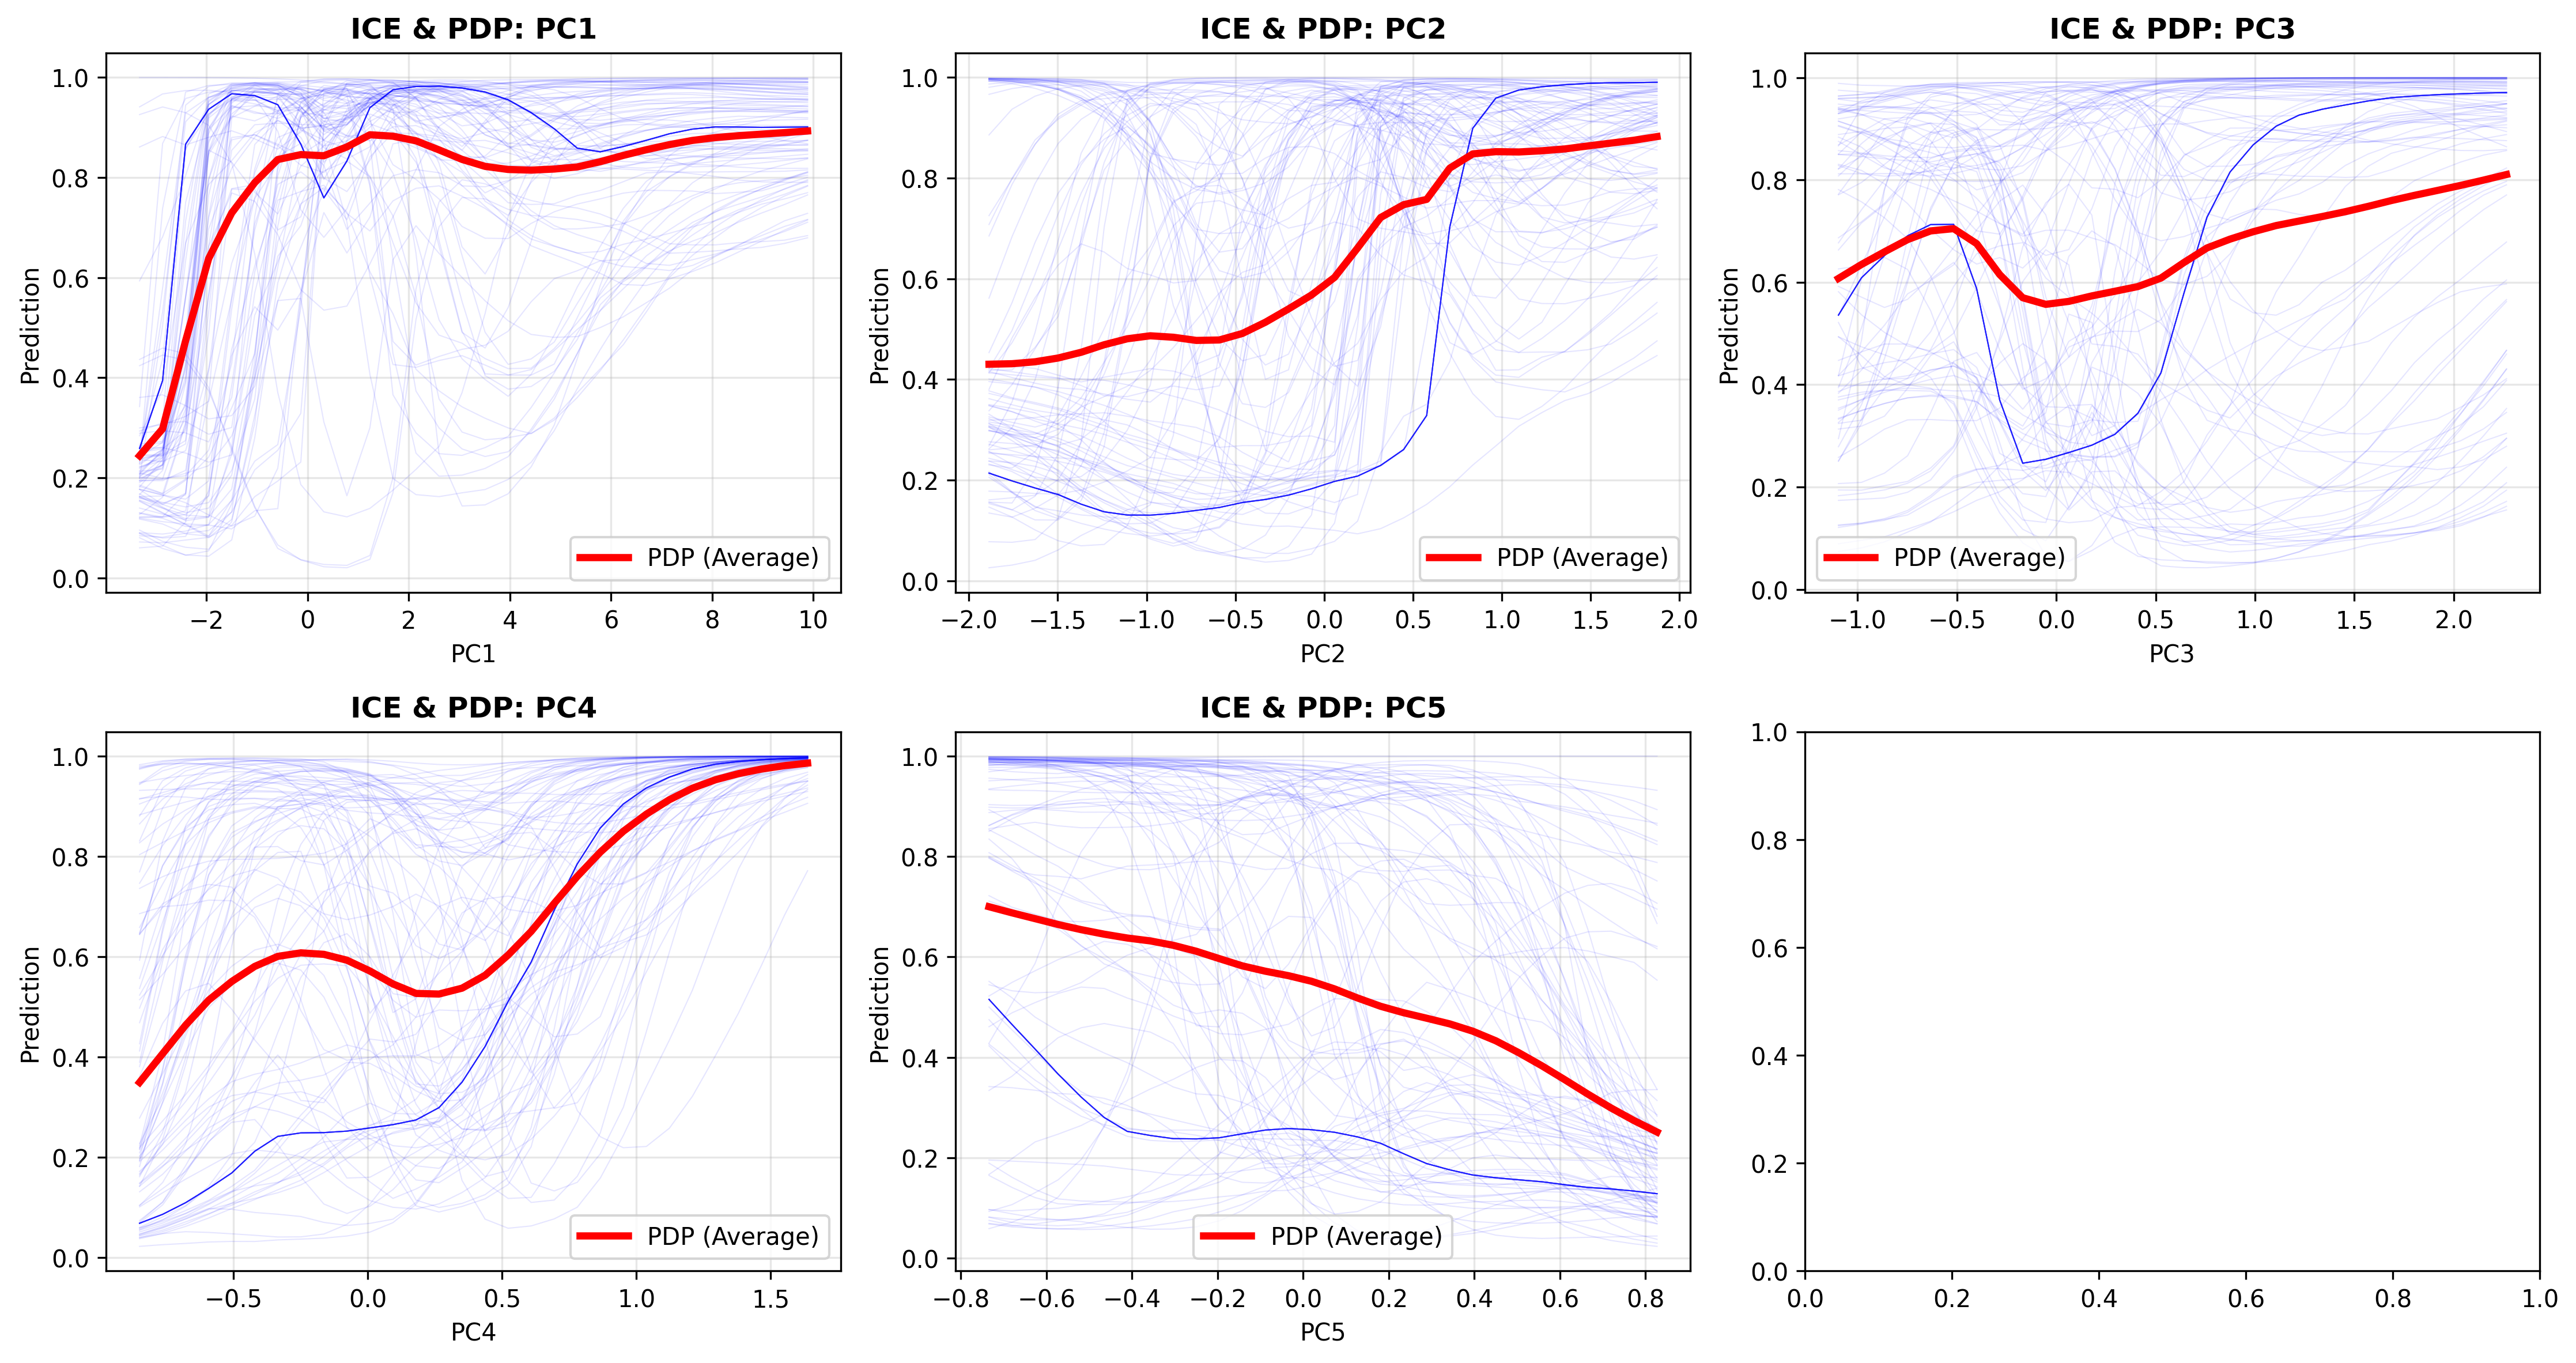 ICE & PDP: PC1
1.0
0.8
0.6
0.4
0.2
0.0
Prediction
PDP (Average)
−2 0 2 4 6 8 10
PC1
ICE & PDP: PC2
1.0
0.8
0.6
0.4
0.2
0.0
Prediction
PDP (Average)
−2.0 −1.5 −1.0 −0.5 0.0 0.5 1.0 1.5 2.0
PC2
ICE & PDP: PC3
1.0
0.8
0.6
0.4
0.2
0.0
Prediction
PDP (Average)
−1.0 −0.5 0.0 0.5 1.0 1.5 2.0
PC3
ICE & PDP: PC4
1.0
0.8
0.6
0.4
0.2
0.0
Prediction
PDP (Average)
−0.5 0.0 0.5 1.0 1.5
PC4
ICE & PDP: PC5
1.0
0.8
0.6
0.4
0.2
0.0
Prediction
PDP (Average)
−0.8 −0.6 −0.4 −0.2 0.0 0.2 0.4 0.6 0.8
PC5
1.0
0.8
0.6
0.4
0.2
0.0
0.0 0.2 0.4 0.6 0.8 1.0